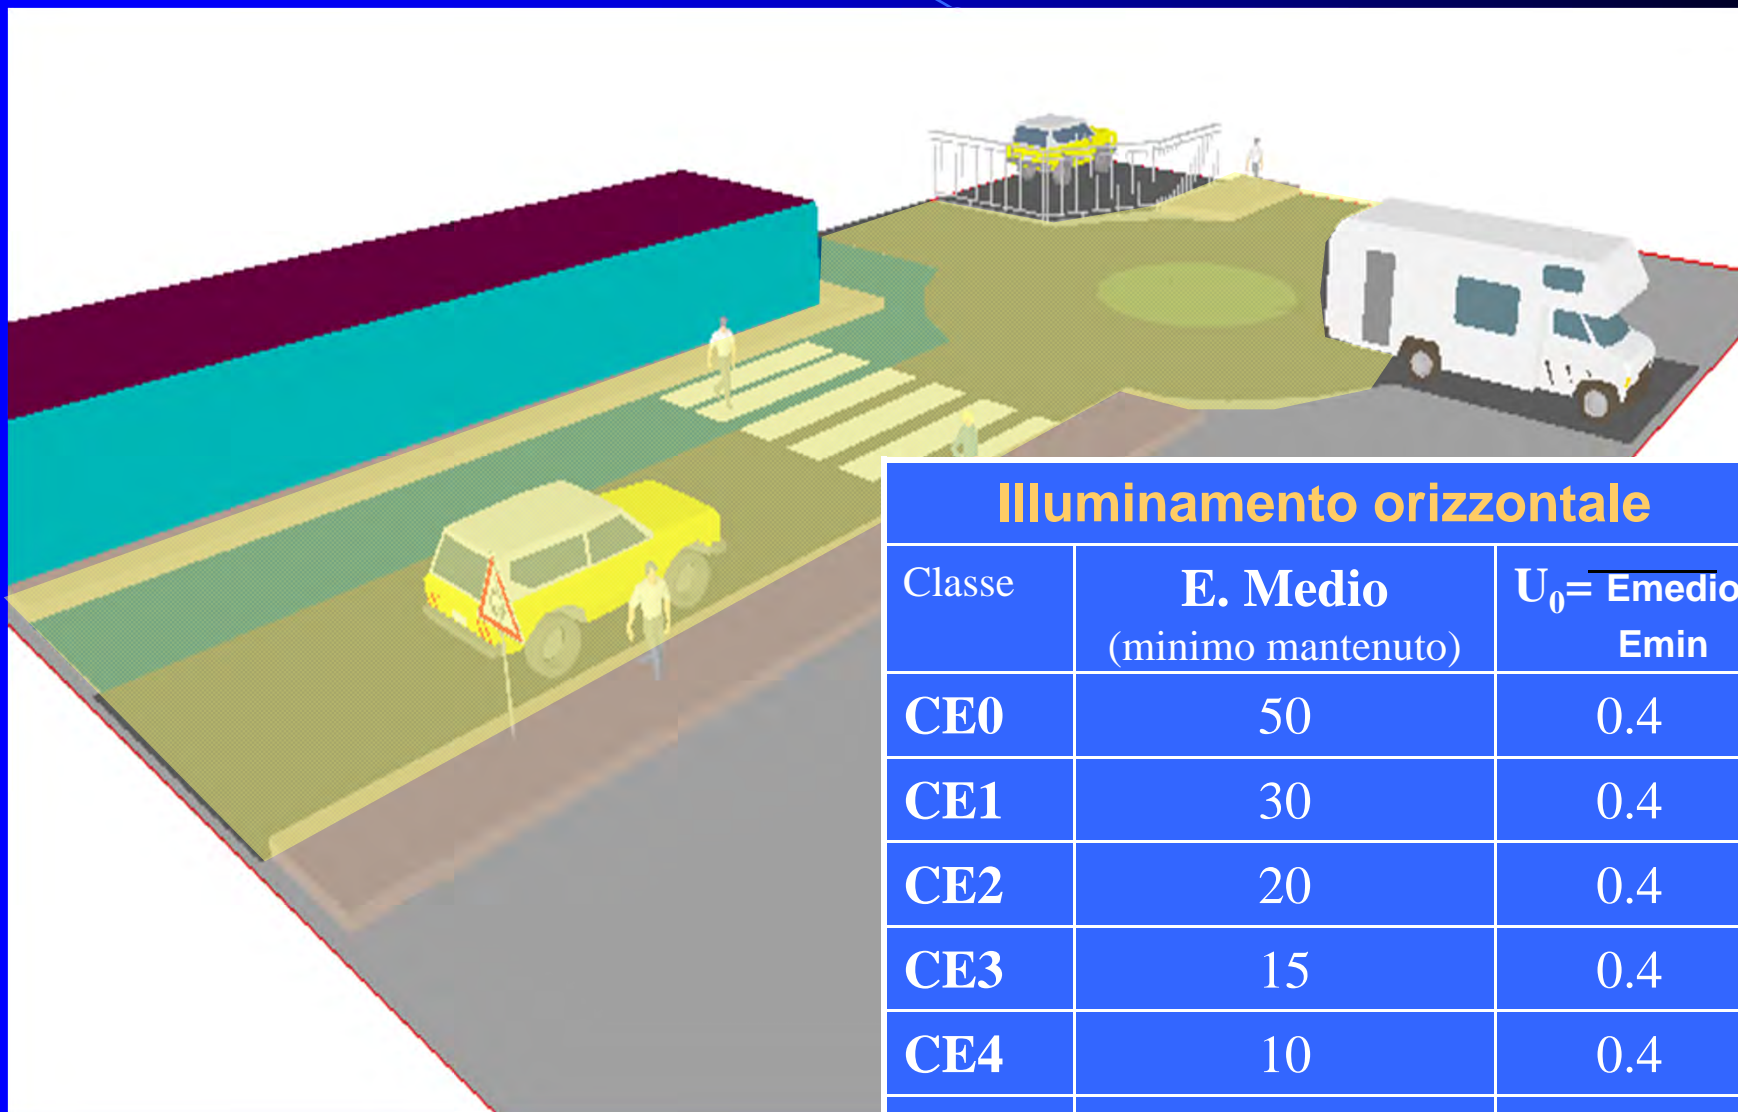 Illuminamento orizzontale
Classe E. Medio U0= Emedio
(minimo mantenuto) Emin
CE0 50 0.4
CE1 30 0.4
CE2 20 0.4
CE3 15 0.4
CE4 10 0.4